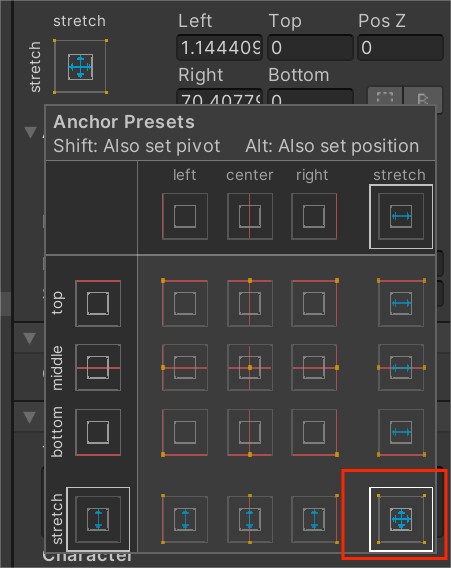 stretch
Left Top Pos Z
stretch
1.144409 0 0
Right Bottom
70.40779 0
R
Anchor Presets
Shift: Also set pivot Alt: Also set position
left center right stretch
top
middle
bottom
stretch
Character